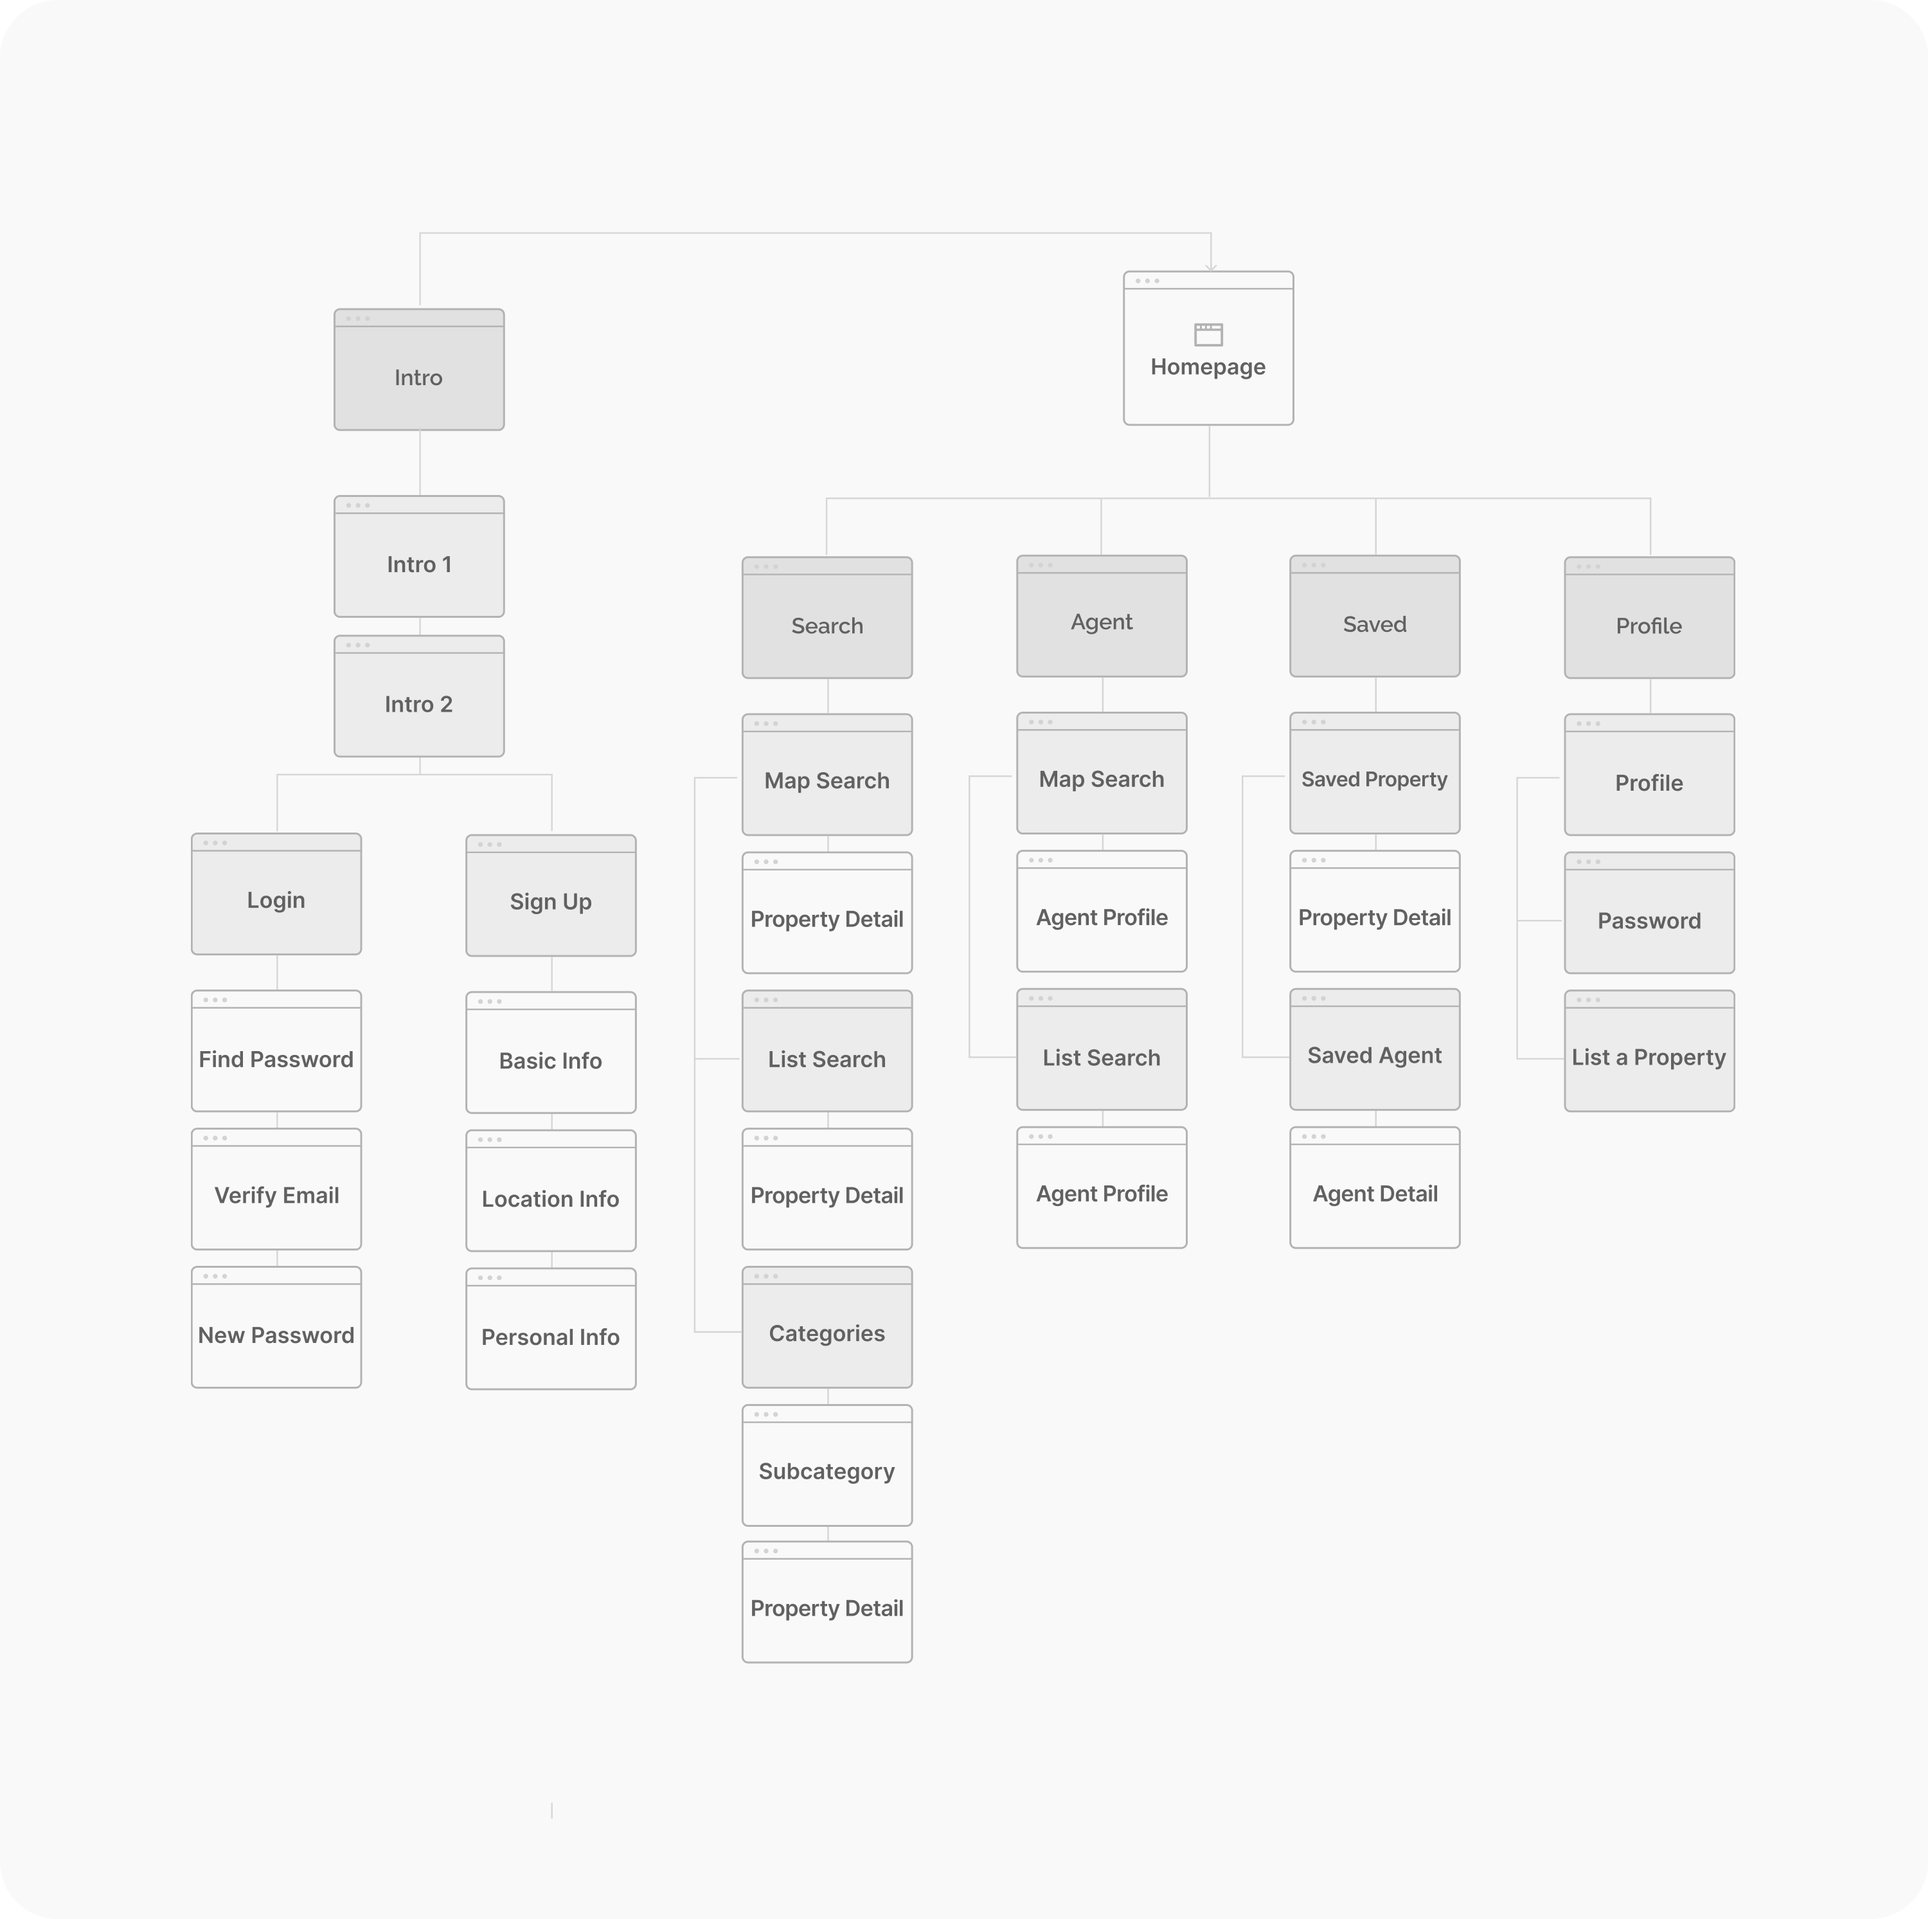 Homepage
Intro
Intro 1
Intro 2
Login
Find Password
Verify Email
New Password
Sign Up
Basic Info
Location Info
Personal Info
Search
Map Search
Property Detail
List Search
Property Detail
Categories
Subcategory
Property Detail
Agent
Map Search
Agent Profile
List Search
Agent Profile
Saved
Saved Property
Property Detail
Saved Agent
Agent Detail
Profile
Profile
Password
List a Property